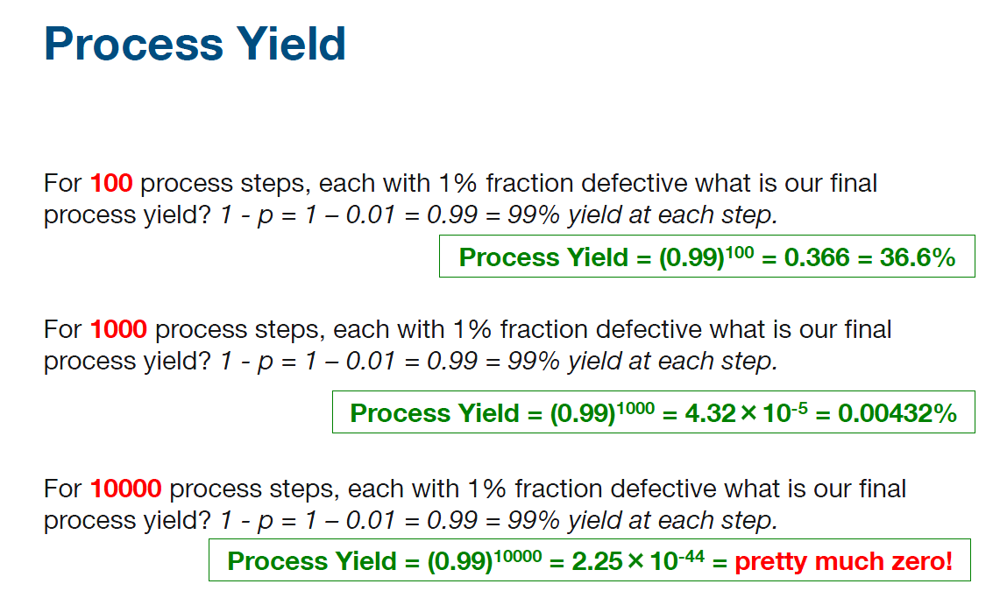 Process Yield
For 100 process steps, each with 1% fraction defective what is our final
process yield? 1 - p = 1 – 0.01 = 0.99 = 99% yield at each step.
Process Yield = (0.99)¹⁰⁰ = 0.366 = 36.6%
For 1000 process steps, each with 1% fraction defective what is our final
process yield? 1 - p = 1 – 0.01 = 0.99 = 99% yield at each step.
Process Yield = (0.99)¹⁰⁰⁰ = 4.32 × 10⁻⁵ = 0.00432%
For 10000 process steps, each with 1% fraction defective what is our final
process yield? 1 - p = 1 – 0.01 = 0.99 = 99% yield at each step.
Process Yield = (0.99)¹⁰⁰⁰⁰ = 2.25 × 10⁻⁴⁴ = pretty much zero!